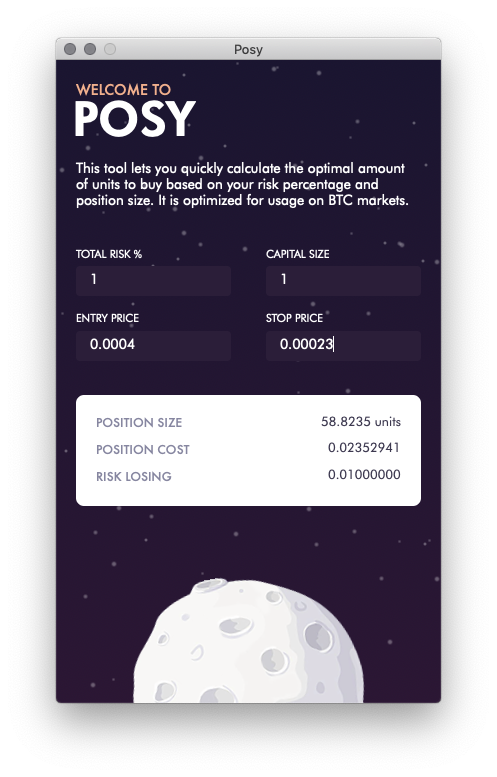 Posy
WELCOME TO
POSY
This tool lets you quickly calculate the optimal amount
of units to buy based on your risk percentage and
position size. It is optimized for usage on BTC markets.
TOTAL RISK %
CAPITAL SIZE
1
1
ENTRY PRICE
STOP PRICE
0.0004
0.00023
POSITION SIZE 58.8235 units
POSITION COST 0.02352941
RISK LOSING 0.01000000